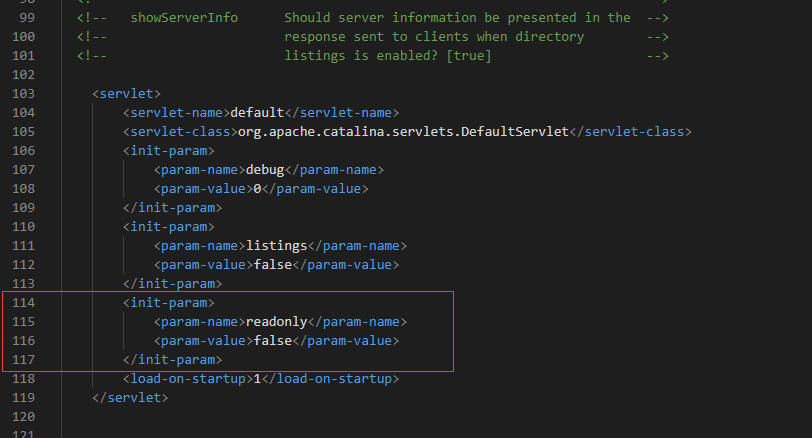 99 <!--   showServerInfo      Should server information be presented in the  -->
100 <!--                       response sent to clients when directory        -->
101 <!--                       listings is enabled? [true]                    -->
102
103     <servlet>
104         <servlet-name>default</servlet-name>
105         <servlet-class>org.apache.catalina.servlets.DefaultServlet</servlet-class>
106         <init-param>
107             <param-name>debug</param-name>
108             <param-value>0</param-value>
109         </init-param>
110         <init-param>
111             <param-name>listings</param-name>
112             <param-value>false</param-value>
113         </init-param>
114         <init-param>
115             <param-name>readonly</param-name>
116             <param-value>false</param-value>
117         </init-param>
118         <load-on-startup>1</load-on-startup>
119     </servlet>
120
121